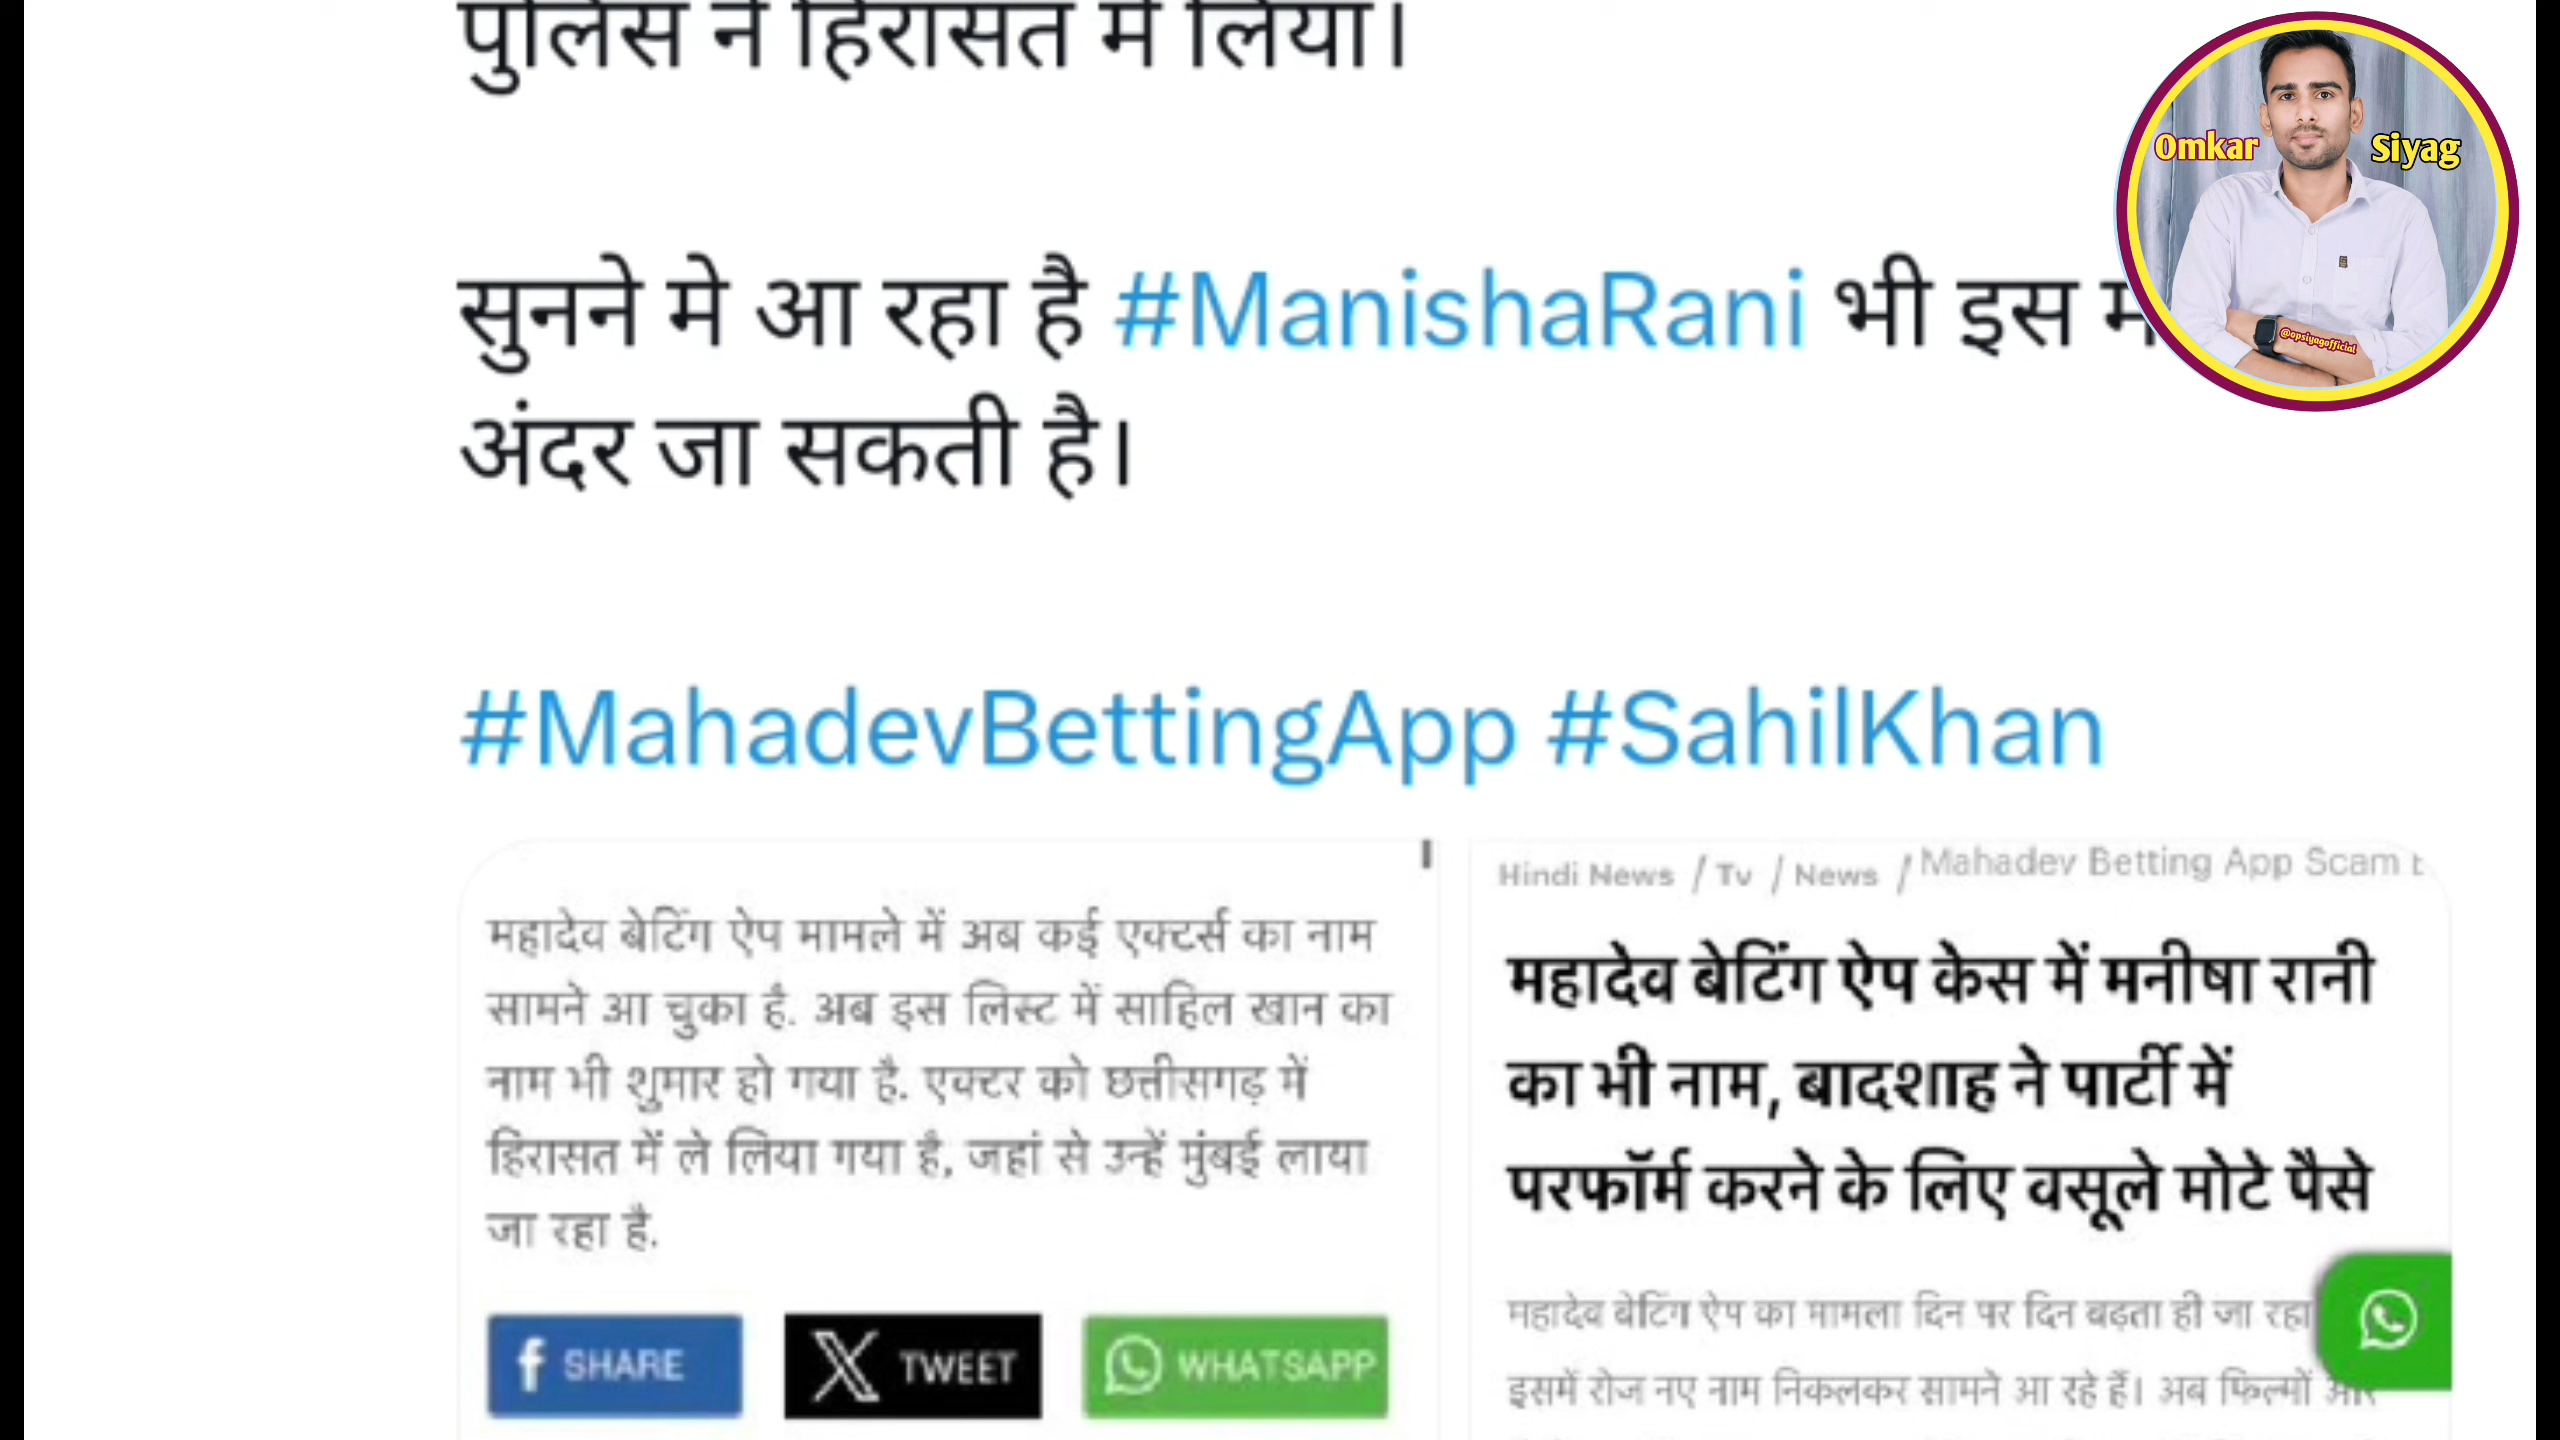 पुलिस ने हिरासत में लिया।
सुनने मे आ रहा है #ManishaRani भी इस
अंदर जा सकती है।
#MahadevBettingApp #SahilKhan
Omkar Siyag
@opsiyagofficial
महादेव बेटिंग ऐप मामले में अब कई एक्टर्स का नाम
सामने आ चुका है. अब इस लिस्ट में साहिल खान का
नाम भी शुमार हो गया है. एक्टर को छत्तीसगढ़ में
हिरासत में ले लिया गया है, जहां से उन्हें मुंबई लाया
जा रहा है.
SHARE TWEET WHATSAPP
Hindi News / Tv / News / Mahadev Betting App Scam
महादेव बेटिंग ऐप केस में मनीषा रानी
का भी नाम, बादशाह ने पार्टी में
परफॉर्म करने के लिए वसूले मोटे पैसे
महादेव बेटिंग ऐप का मामला दिन पर दिन बढ़ता ही जा रहा
इसमें रोज नए नाम निकलकर सामने आ रहे हैं। अब फिल्मों और